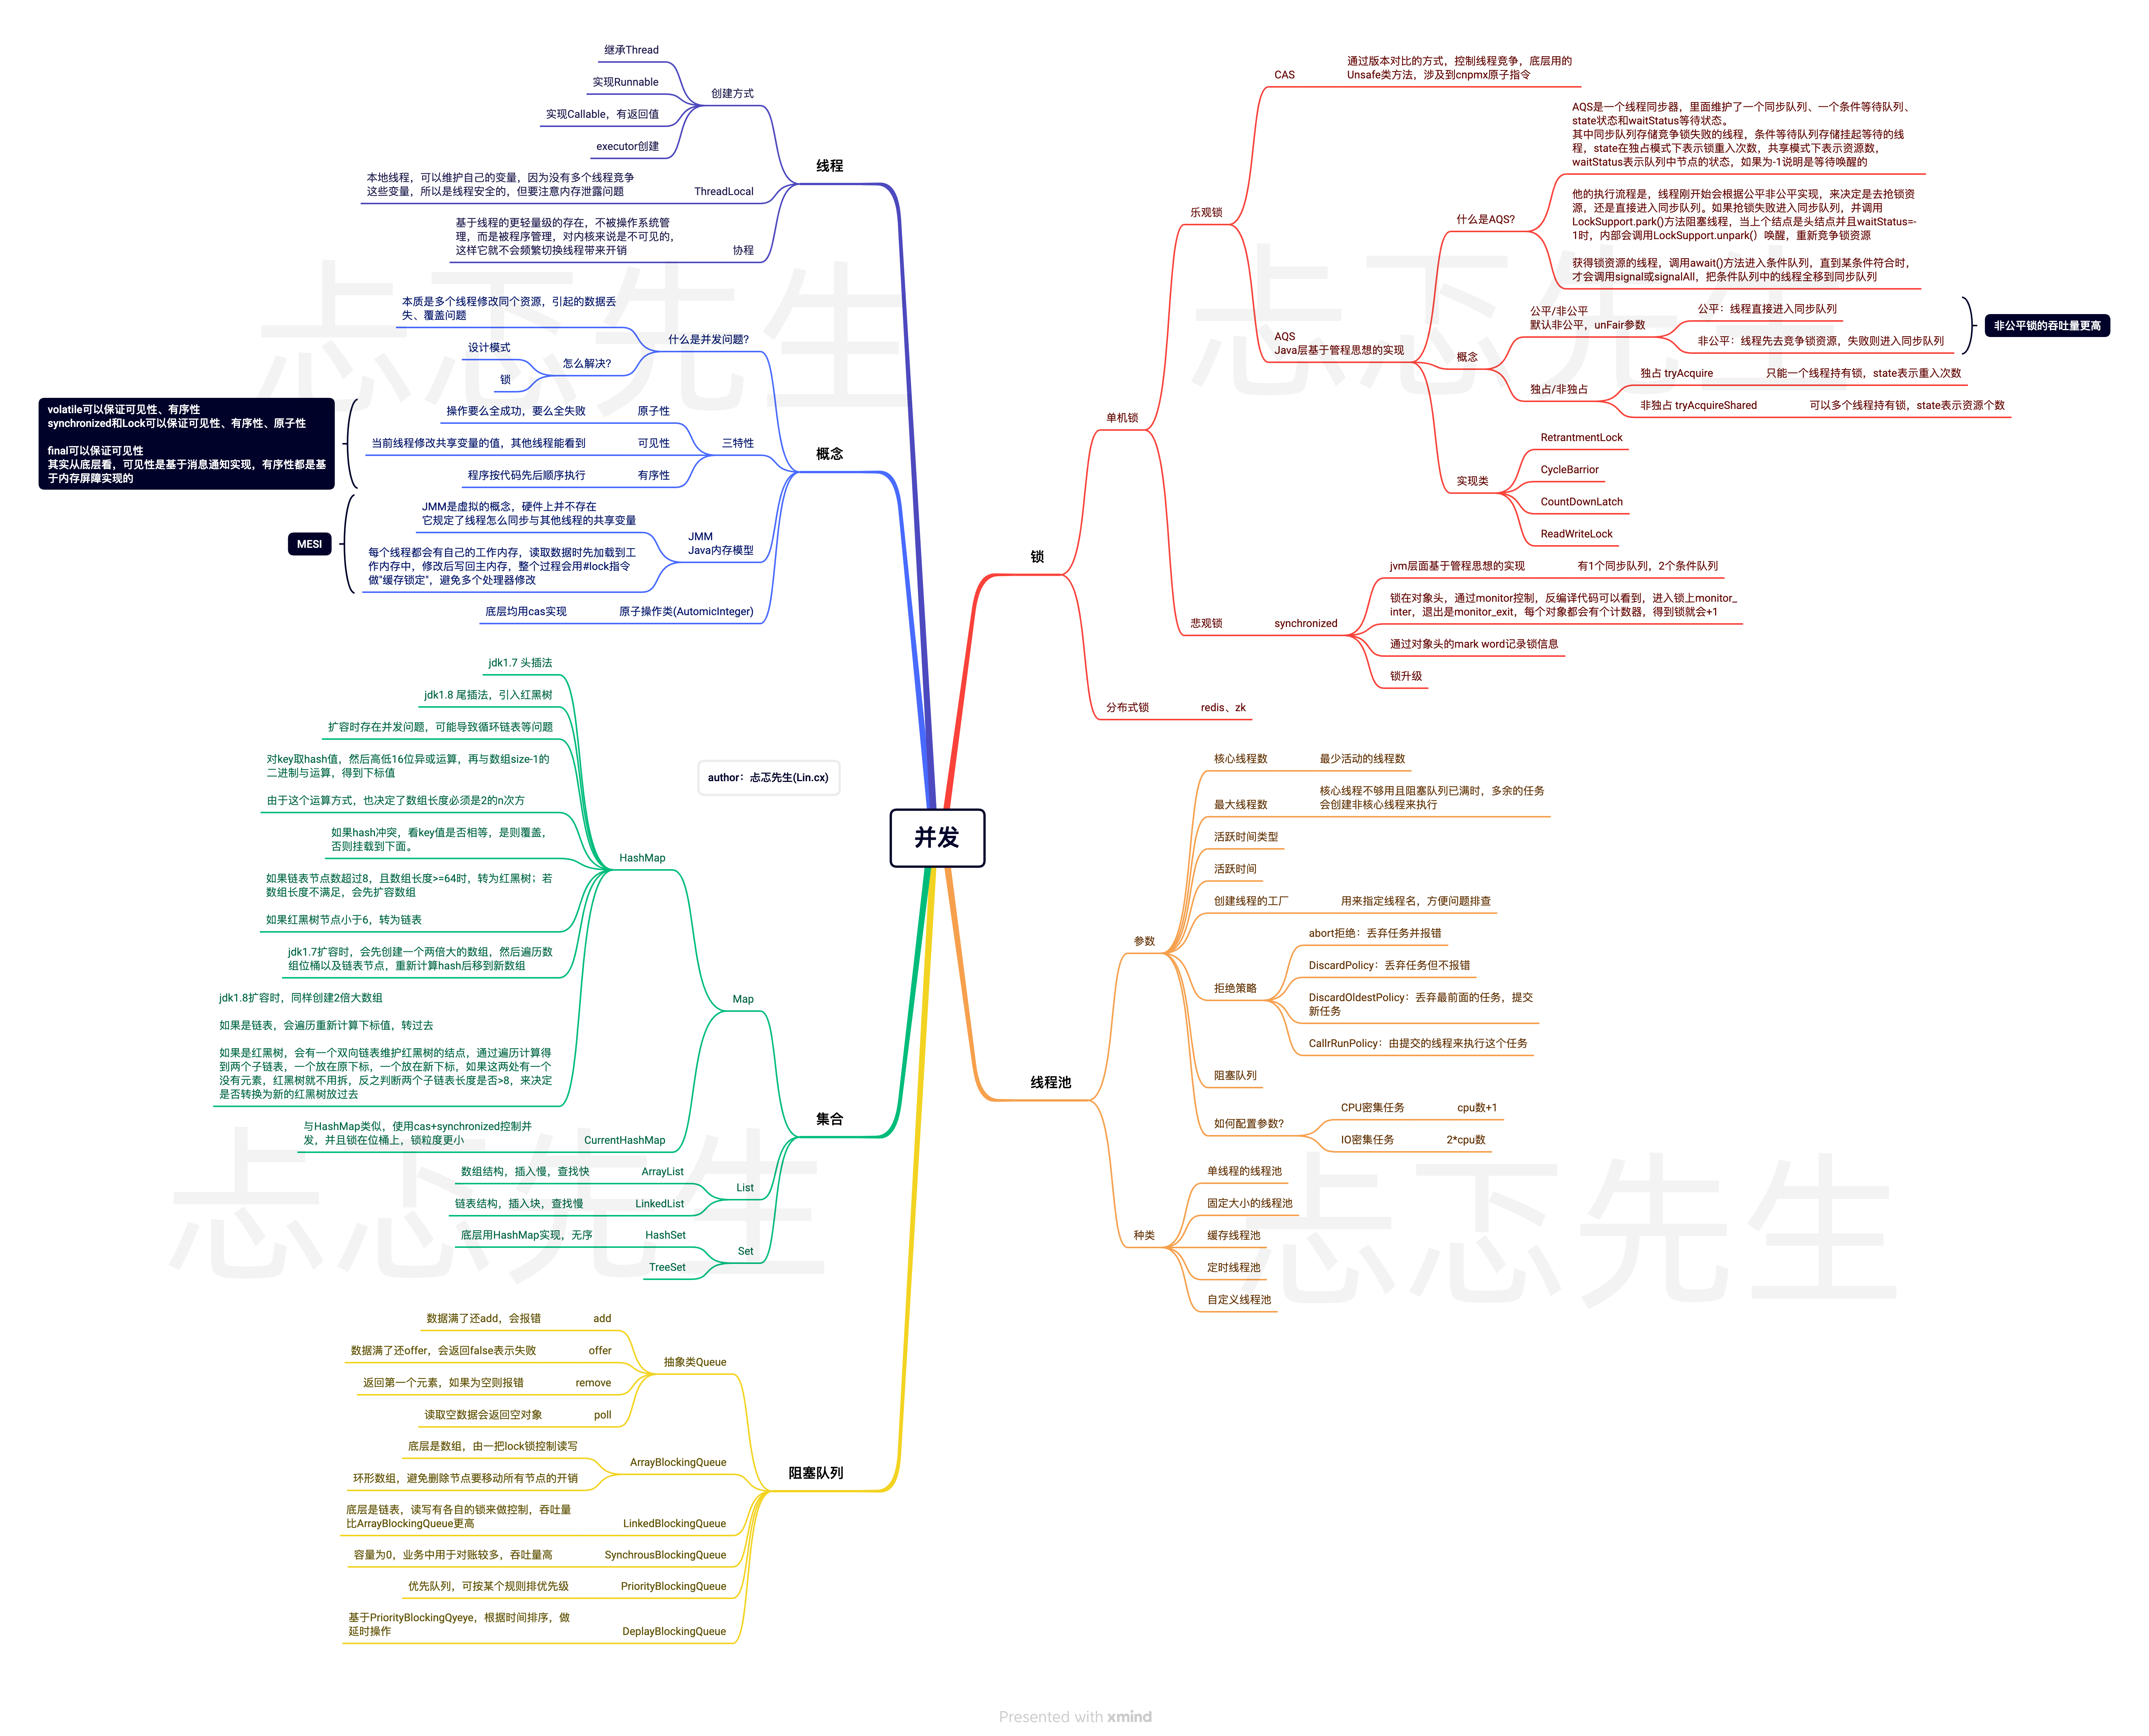 继承Thread
实现Runnable
实现Callable，有返回值
executor创建
创建方式
本地线程，可以维护自己的变量，因为没有多个线程竞争
这些变量，所以是线程安全的，但要注意内存泄露问题
ThreadLocal
基于线程的更轻量级的存在，不被操作系统管
理，而是被程序管理，对内核来说是不可见的，
这样它就不会频繁切换线程带来开销
协程
线程
本质是多个线程修改同个资源，引起的数据丢
失、覆盖问题
什么是并发问题？
设计模式
锁
怎么解决？
操作要么全成功，要么全失败
原子性
当前线程修改共享变量的值，其他线程能看到
可见性
程序按代码先后顺序执行
有序性
三特性
volatile可以保证可见性、有序性
synchronized和Lock可以保证可见性、有序性、原子性
final可以保证可见性
其实从底层看，可见性是基于消息通知实现，有序性都是基
于内存屏障实现的
JMM是虚拟的概念，硬件上并不存在
它规定了线程怎么同步与其他线程的共享变量
每个线程都会有自己的工作内存，读取数据时先加载到工
作内存中，修改后写回主内存，整个过程会用#lock指令
做"缓存锁定"，避免多个处理器修改
JMM
Java内存模型
MESI
底层均用cas实现
原子操作类(AutomicInteger)
概念
jdk1.7 头插法
jdk1.8 尾插法，引入红黑树
扩容时存在并发问题，可能导致循环链表等问题
对key取hash值，然后高低16位异或运算，再与数组size-1的
二进制与运算，得到下标值
由于这个运算方式，也决定了数组长度必须是2的n次方
如果hash冲突，看key值是否相等，是则覆盖，
否则挂载到下面。
如果链表节点数超过8，且数组长度>=64时，转为红黑树；若
数组长度不满足，会先扩容数组
如果红黑树节点小于6，转为链表
jdk1.7扩容时，会先创建一个两倍大的数组，然后遍历数
组位桶以及链表节点，重新计算hash后移到新数组
jdk1.8扩容时，同样创建2倍大数组
如果是链表，会遍历重新计算下标值，转过去
如果是红黑树，会有一个双向链表维护红黑树的结点，通过遍历计算得
到两个子链表，一个放在原下标，一个放在新下标，如果这两处有一个
没有元素，红黑树就不用拆，反之判断两个子链表长度是否>8，来决定
是否转换为新的红黑树放过去
HashMap
与HashMap类似，使用cas+synchronized控制并
发，并且锁在位桶上，锁粒度更小
CurrentHashMap
Map
数组结构，插入慢，查找快
ArrayList
链表结构，插入块，查找慢
LinkedList
List
底层用HashMap实现，无序
HashSet
TreeSet
Set
集合
数据满了还add，会报错
add
数据满了还offer，会返回false表示失败
offer
返回第一个元素，如果为空则报错
remove
读取空数据会返回空对象
poll
抽象类Queue
底层是数组，由一把lock锁控制读写
环形数组，避免删除节点要移动所有节点的开销
ArrayBlockingQueue
底层是链表，读写有各自的锁来做控制，吞吐量
比ArrayBlockingQueue更高
LinkedBlockingQueue
容量为0，业务中用于对账较多，吞吐量高
SynchrousBlockingQueue
优先队列，可按某个规则排优先级
PriorityBlockingQueue
基于PriorityBlockingQyeye，根据时间排序，做
延时操作
DeplayBlockingQueue
阻塞队列
author：忐忑先生(Lin.cx)
并发
锁
单机锁
乐观锁
CAS
通过版本对比的方式，控制线程竞争，底层用的
Unsafe类方法，涉及到cnpmx原子指令
AQS
Java层基于管程思想的实现
什么是AQS?
AQS是一个线程同步器，里面维护了一个同步队列、一个条件等待队列、
state状态和waitStatus等待状态。
其中同步队列存储竞争锁失败的线程，条件等待队列存储挂起等待的线
程，state在独占模式下表示锁重入次数，共享模式下表示资源数，
waitStatus表示队列中节点的状态，如果为-1说明是等待唤醒的
他的执行流程是，线程刚开始会根据公平非公平实现，来决定是去抢锁资
源，还是直接进入同步队列。如果抢锁失败进入同步队列，并调用
LockSupport.park()方法阻塞线程，当上个结点是头结点并且waitStatus=-
1时，内部会调用LockSupport.unpark() 唤醒，重新竞争锁资源
获得锁资源的线程，调用await()方法进入条件队列，直到某条件符合时，
才会调用signal或signalAll，把条件队列中的线程全移到同步队列
概念
公平/非公平
默认非公平，unFair参数
公平：线程直接进入同步队列
非公平：线程先去竞争锁资源，失败则进入同步队列
非公平锁的吞吐量更高
独占/非独占
独占 tryAcquire
只能一个线程持有锁，state表示重入次数
非独占 tryAcquireShared
可以多个线程持有锁，state表示资源个数
实现类
RetrantmentLock
CycleBarrior
CountDownLatch
ReadWriteLock
悲观锁
synchronized
jvm层面基于管程思想的实现
有1个同步队列，2个条件队列
锁在对象头，通过monitor控制，反编译代码可以看到，进入锁上monitor_
inter，退出是monitor_exit，每个对象都会有个计数器，得到锁就会+1
通过对象头的mark word记录锁信息
锁升级
分布式锁
redis、zk
线程池
参数
核心线程数
最少活动的线程数
最大线程数
核心线程不够用且阻塞队列已满时，多余的任务
会创建非核心线程来执行
活跃时间类型
活跃时间
创建线程的工厂
用来指定线程名，方便问题排查
拒绝策略
abort拒绝：丢弃任务并报错
DiscardPolicy：丢弃任务但不报错
DiscardOldestPolicy：丢弃最前面的任务，提交
新任务
CallrRunPolicy：由提交的线程来执行这个任务
阻塞队列
如何配置参数?
CPU密集任务
cpu数+1
IO密集任务
2*cpu数
种类
单线程的线程池
固定大小的线程池
缓存线程池
定时线程池
自定义线程池
忐忑先生
忐忑先生
忐忑先生
忐忑先生
Presented with xmind